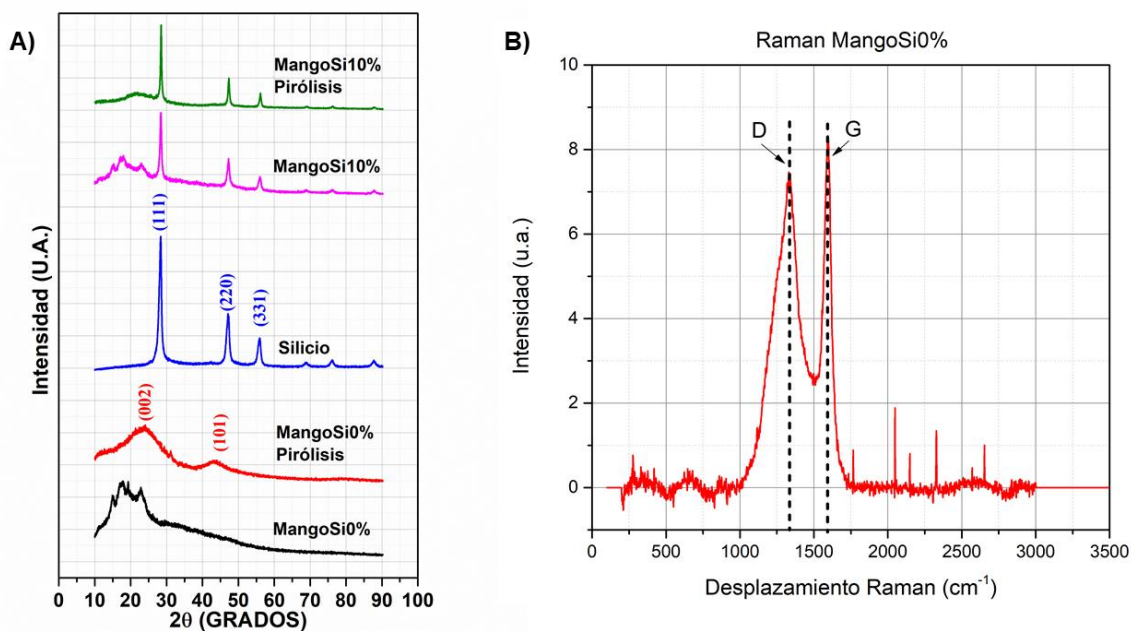 A)
MangoSi10%
Pirólisis
MangoSi10%
(111)
(220)
(331)
Silicio
(002)
(101)
MangoSi0%
Pirólisis
MangoSi0%
Intensidad (U.A.)
0 10 20 30 40 50 60 70 80 90 100
2θ (GRADOS)
B)
Raman MangoSi0%
D
G
10
8
6
4
2
0
Intensidad (u.a.)
0 500 1000 1500 2000 2500 3000 3500
Desplazamiento Raman (cm⁻¹)